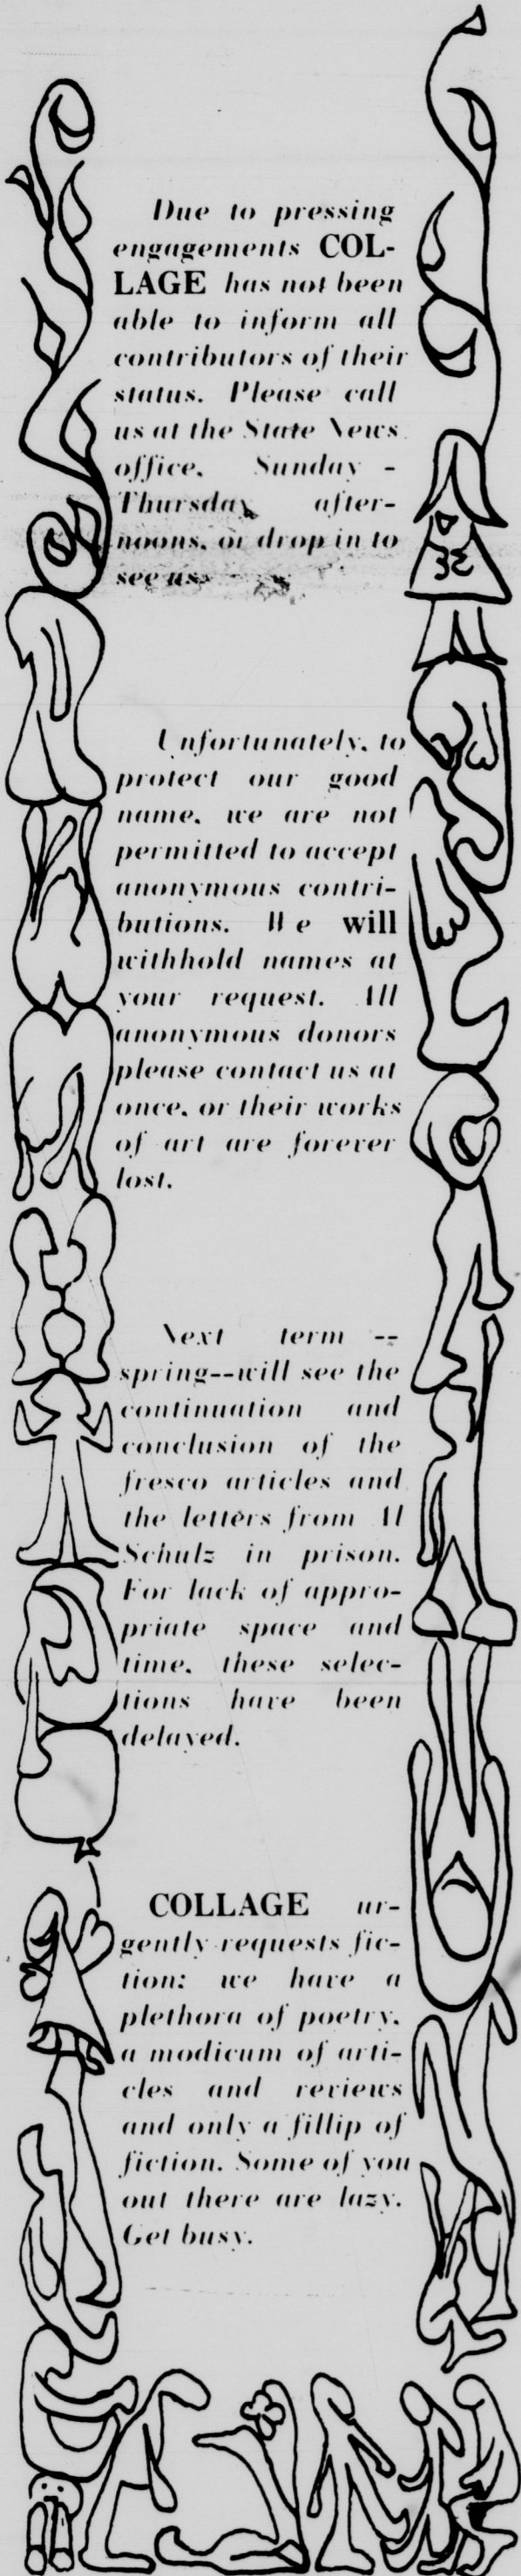 Due to pressing
engagements COL-
LAGE has not been
able to inform all
contributors of their
status. Please call
us at the State News
office, Sunday -
Thursday after-
noons, or drop in to
see us.
Unfortunately, to
protect our good
name, we are not
permitted to accept
anonymous contri-
butions. We will
withhold names at
your request. All
anonymous donors
please contact us at
once, or their works
of art are forever
lost.
Next term --
spring--will see the
continuation and
conclusion of the
fresco articles and
the letters from Al
Schulz in prison.
For lack of appro-
priate space and
time, these selec-
tions have been
delayed.
COLLAGE ur-
gently requests fic-
tion: we have a
plethora of poetry,
a modicum of arti-
cles and reviews
and only a fillip of
fiction. Some of you
out there are lazy.
Get busy.